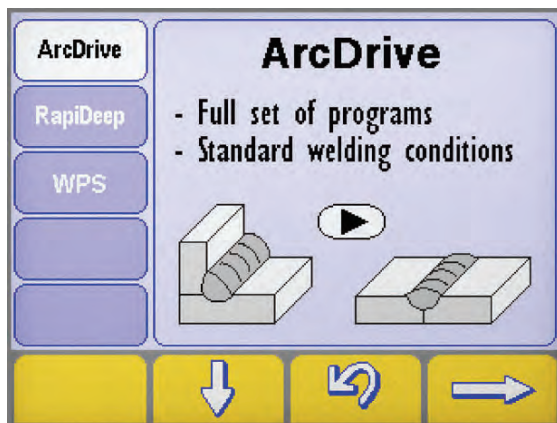 ArcDrive
RapiDeep
WPS
ArcDrive
- Full set of programs
- Standard welding conditions